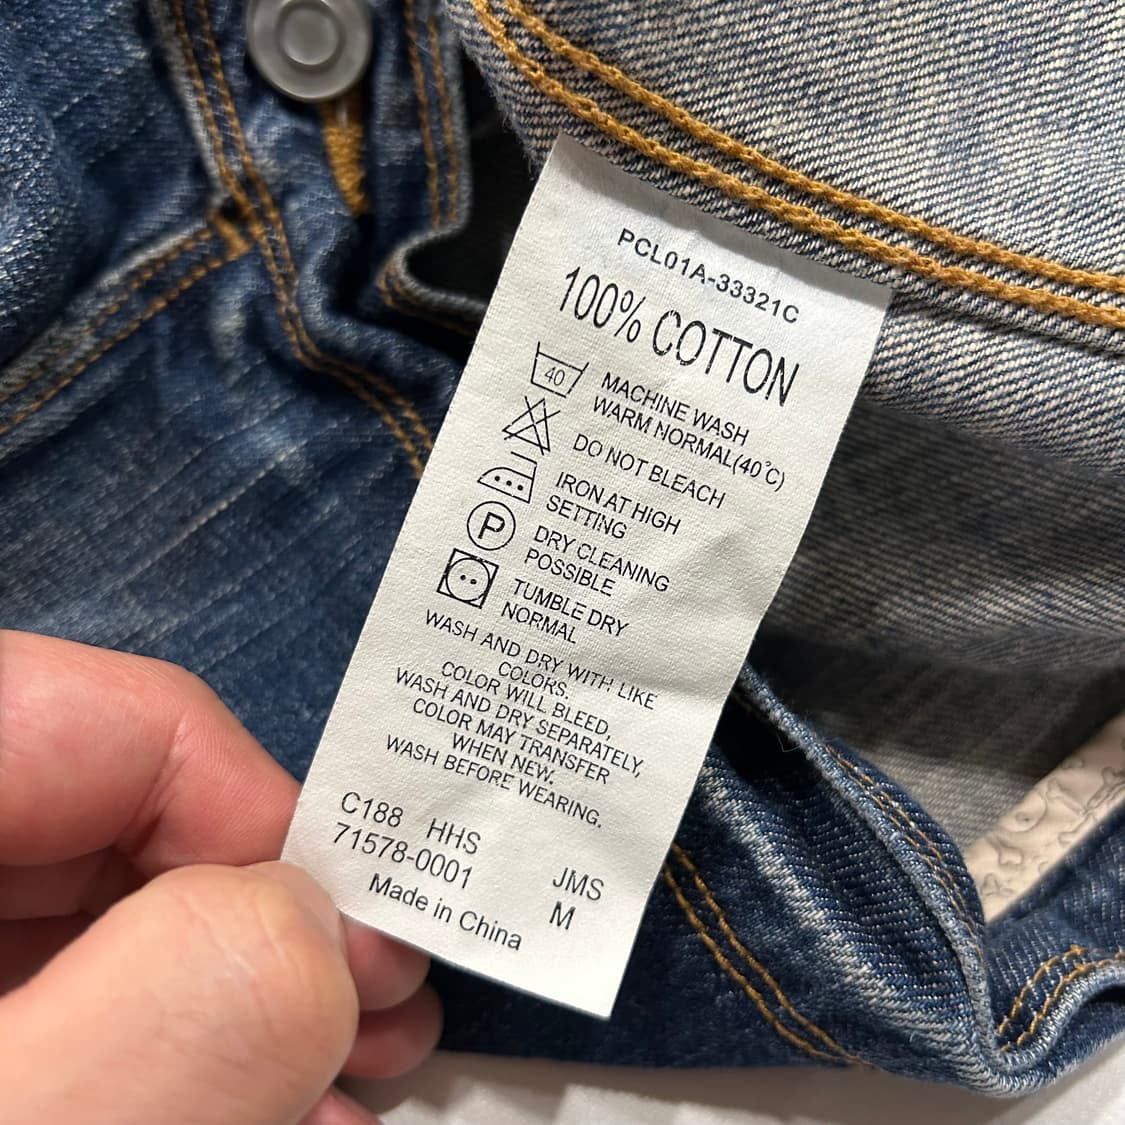 PCL01A-33321C
100% COTTON
40
MACHINE WASH
WARM NORMAL(40°C)
DO NOT BLEACH
IRON AT HIGH
SETTING
P
DRY CLEANING
POSSIBLE
TUMBLE DRY
NORMAL
WASH AND DRY WITH LIKE
COLORS.
COLOR WILL BLEED,
WASH AND DRY SEPARATELY,
COLOR MAY TRANSFER
WHEN NEW.
WASH BEFORE WEARING.
C188 HHS
71578-0001 JMS
M
Made in China